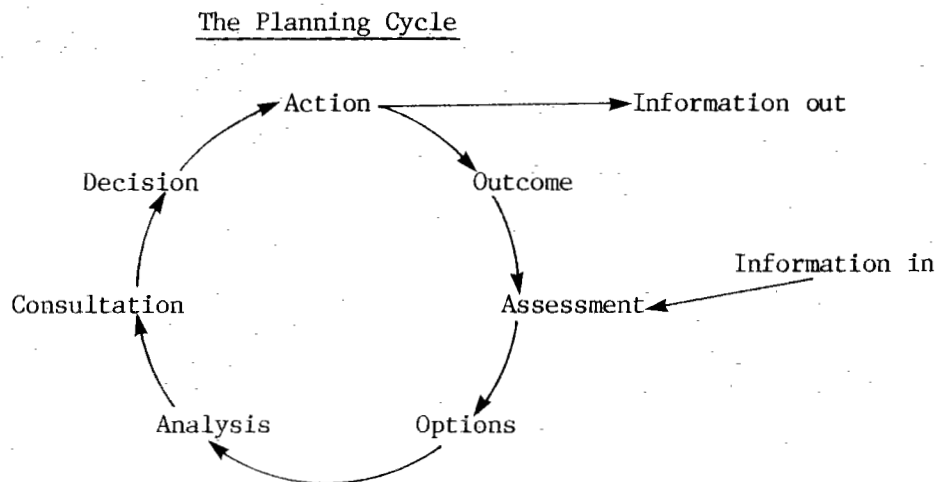 The Planning Cycle
Action
Information out
Decision
Outcome
Information in
Consultation
Assessment
Analysis
Options